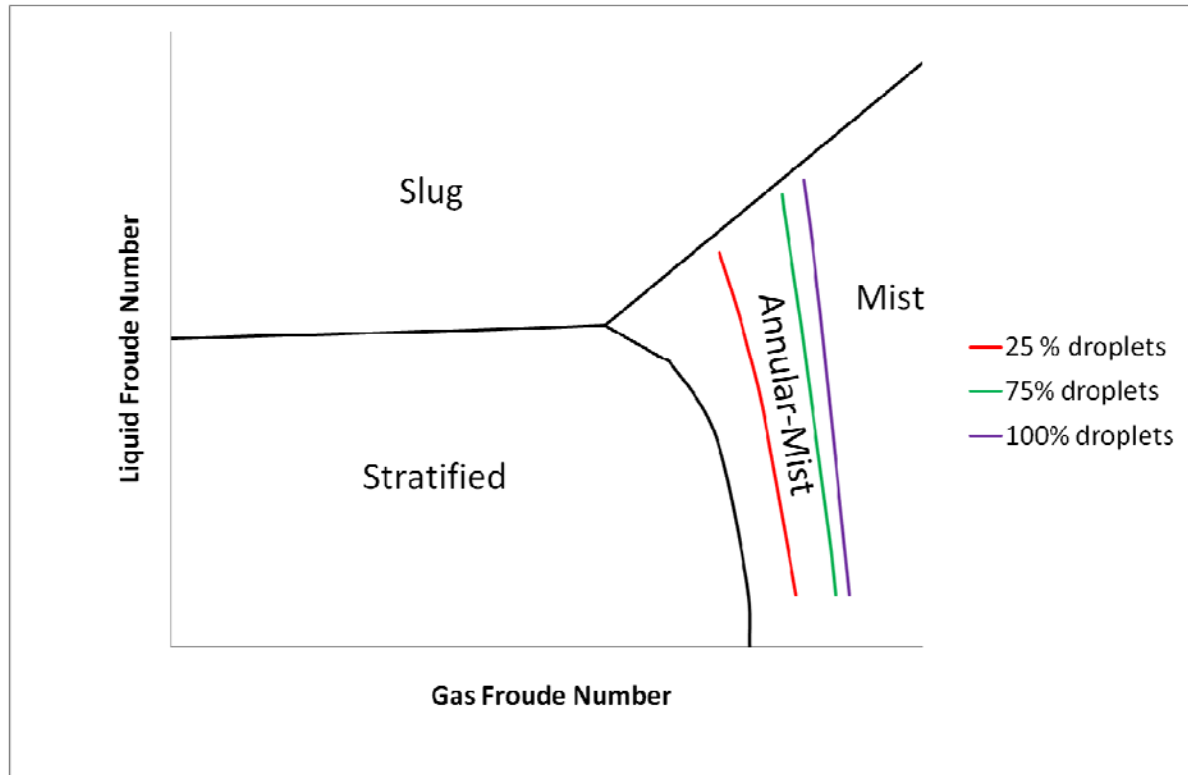 Slug
Mist
Annular-Mist
Stratified
Liquid Froude Number
Gas Froude Number
25 % droplets
75% droplets
100% droplets